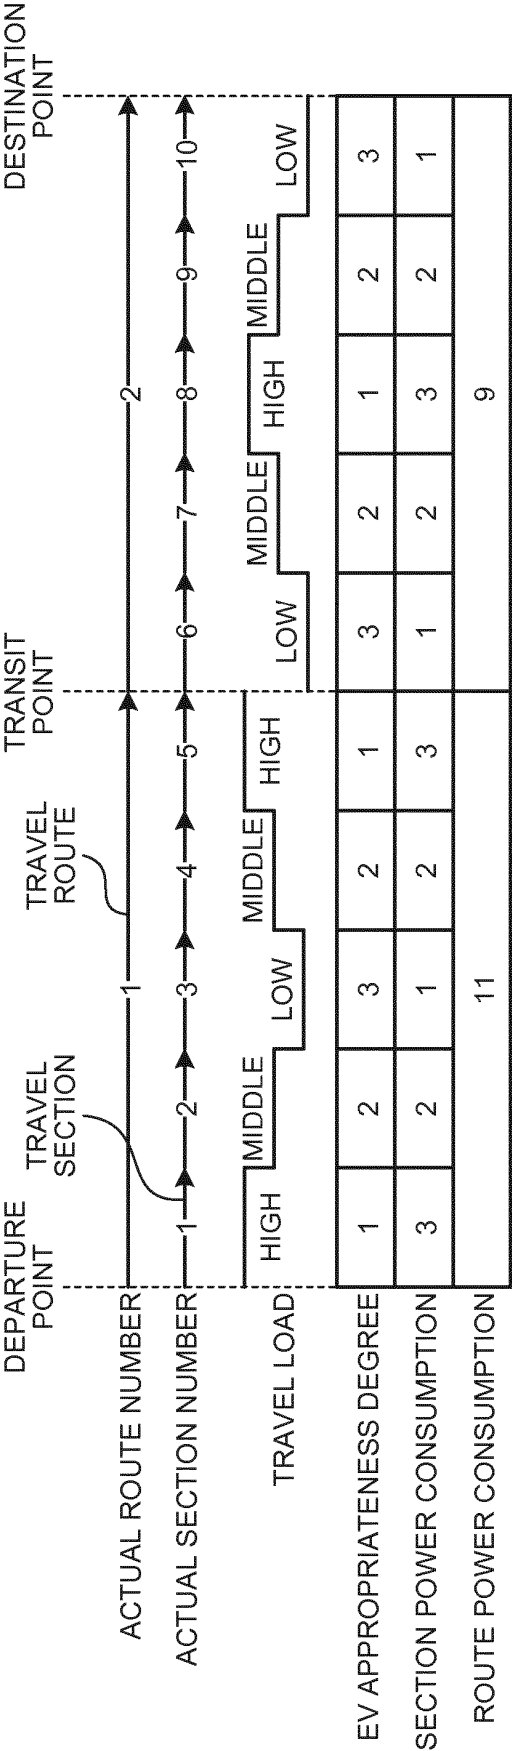 DEPARTURE
POINT
TRANSIT
POINT
DESTINATION
POINT
TRAVEL
SECTION
TRAVEL
ROUTE
ACTUAL ROUTE NUMBER 1 2
ACTUAL SECTION NUMBER 1 2 3 4 5 6 7 8 9 10
TRAVEL LOAD HIGH MIDDLE LOW MIDDLE HIGH LOW MIDDLE HIGH MIDDLE LOW
EV APPROPRIATENESS DEGREE 1 2 3 2 1 3 2 1 2 3
SECTION POWER CONSUMPTION 3 2 1 2 3 1 2 3 2 1
ROUTE POWER CONSUMPTION 11 9